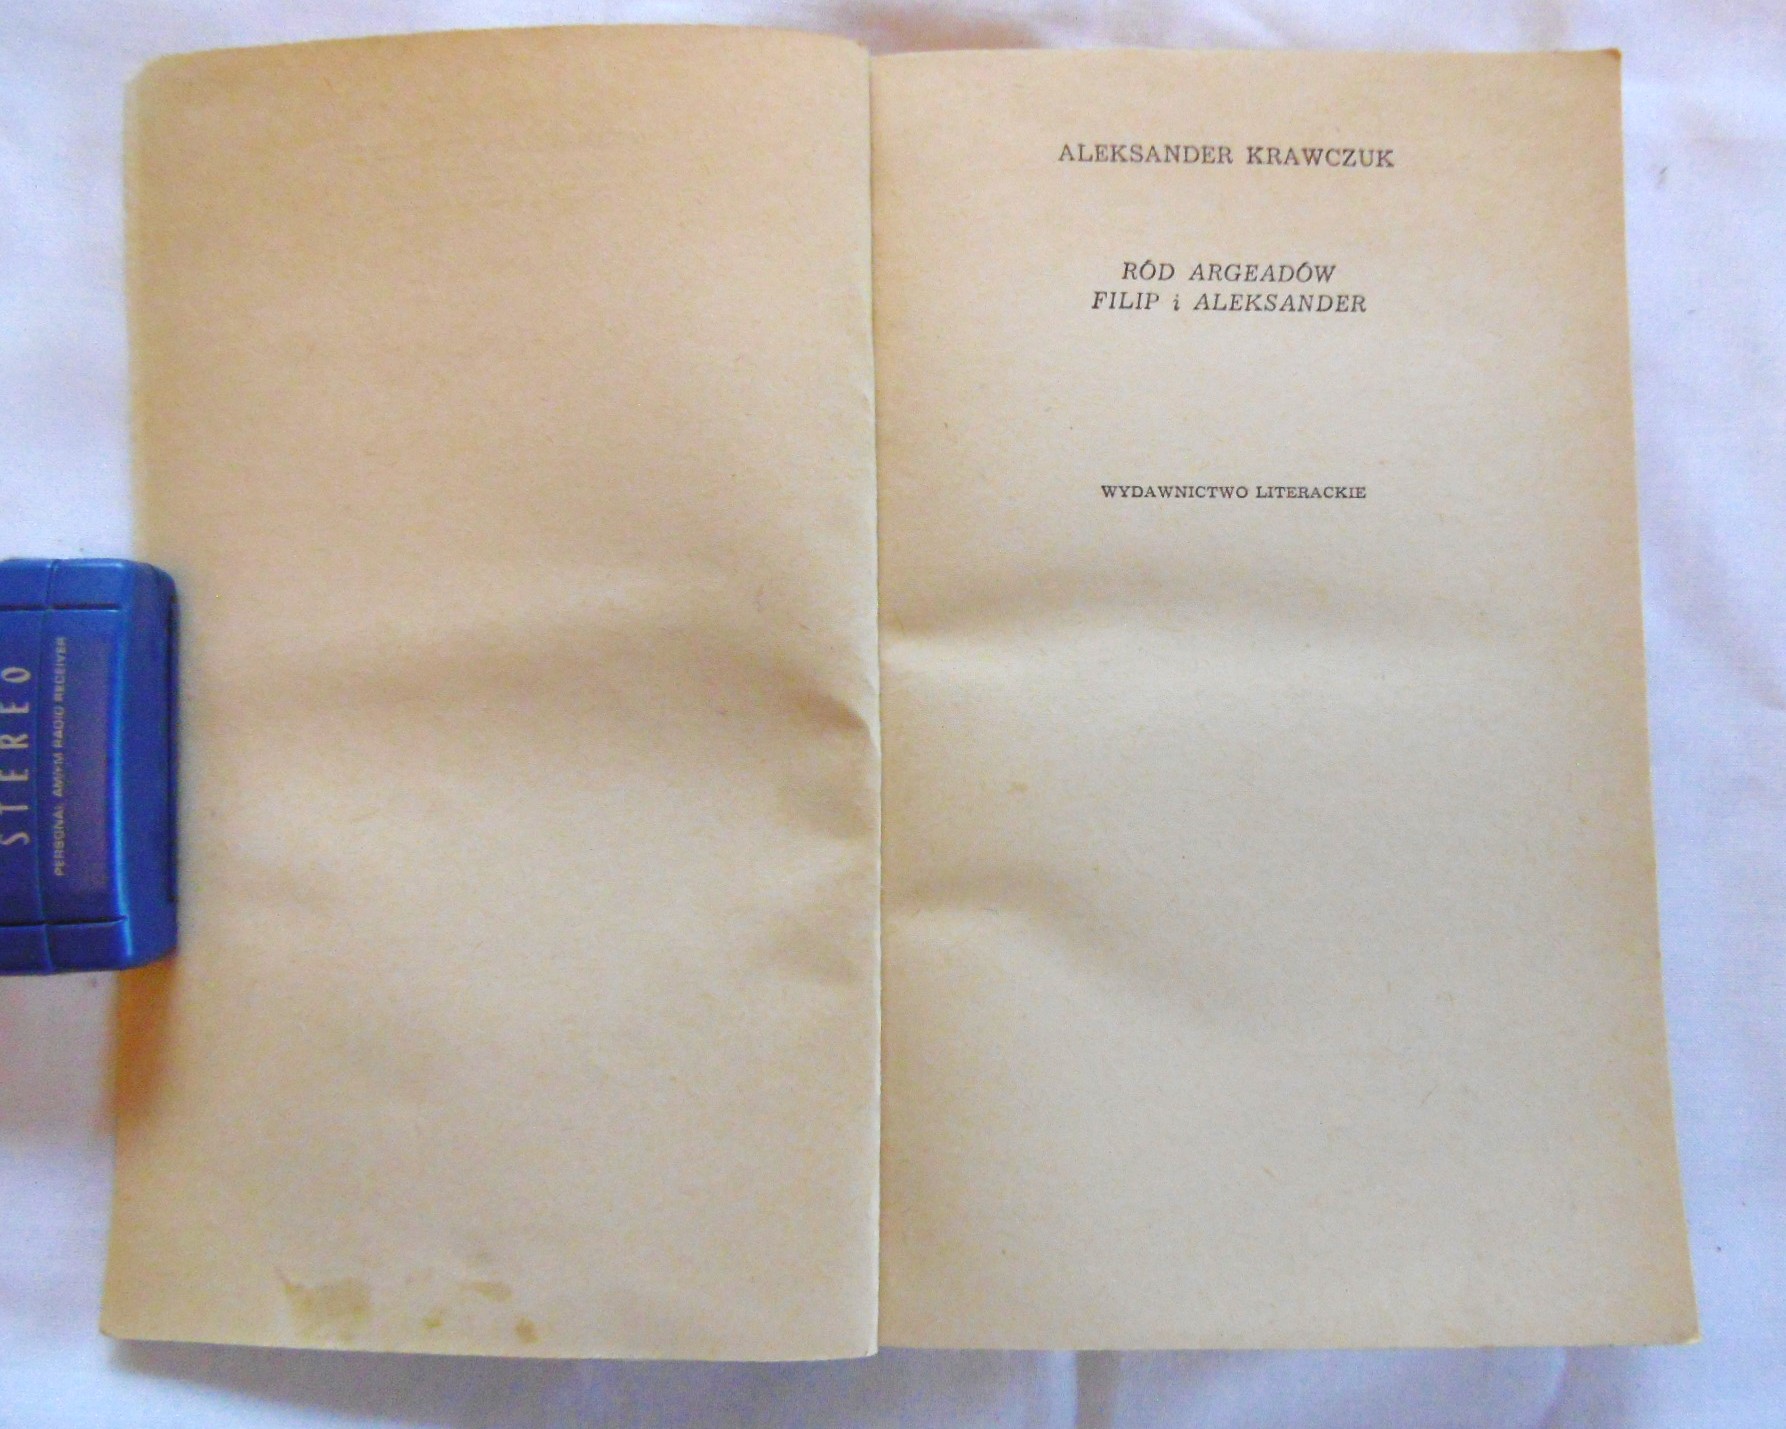 STEREO
PERSONAL AM/FM RADIO RECEIVER
ALEKSANDER KRAWCZUK
RÓD ARGEADÓW
FILIP i ALEKSANDER
WYDAWNICTWO LITERACKIE